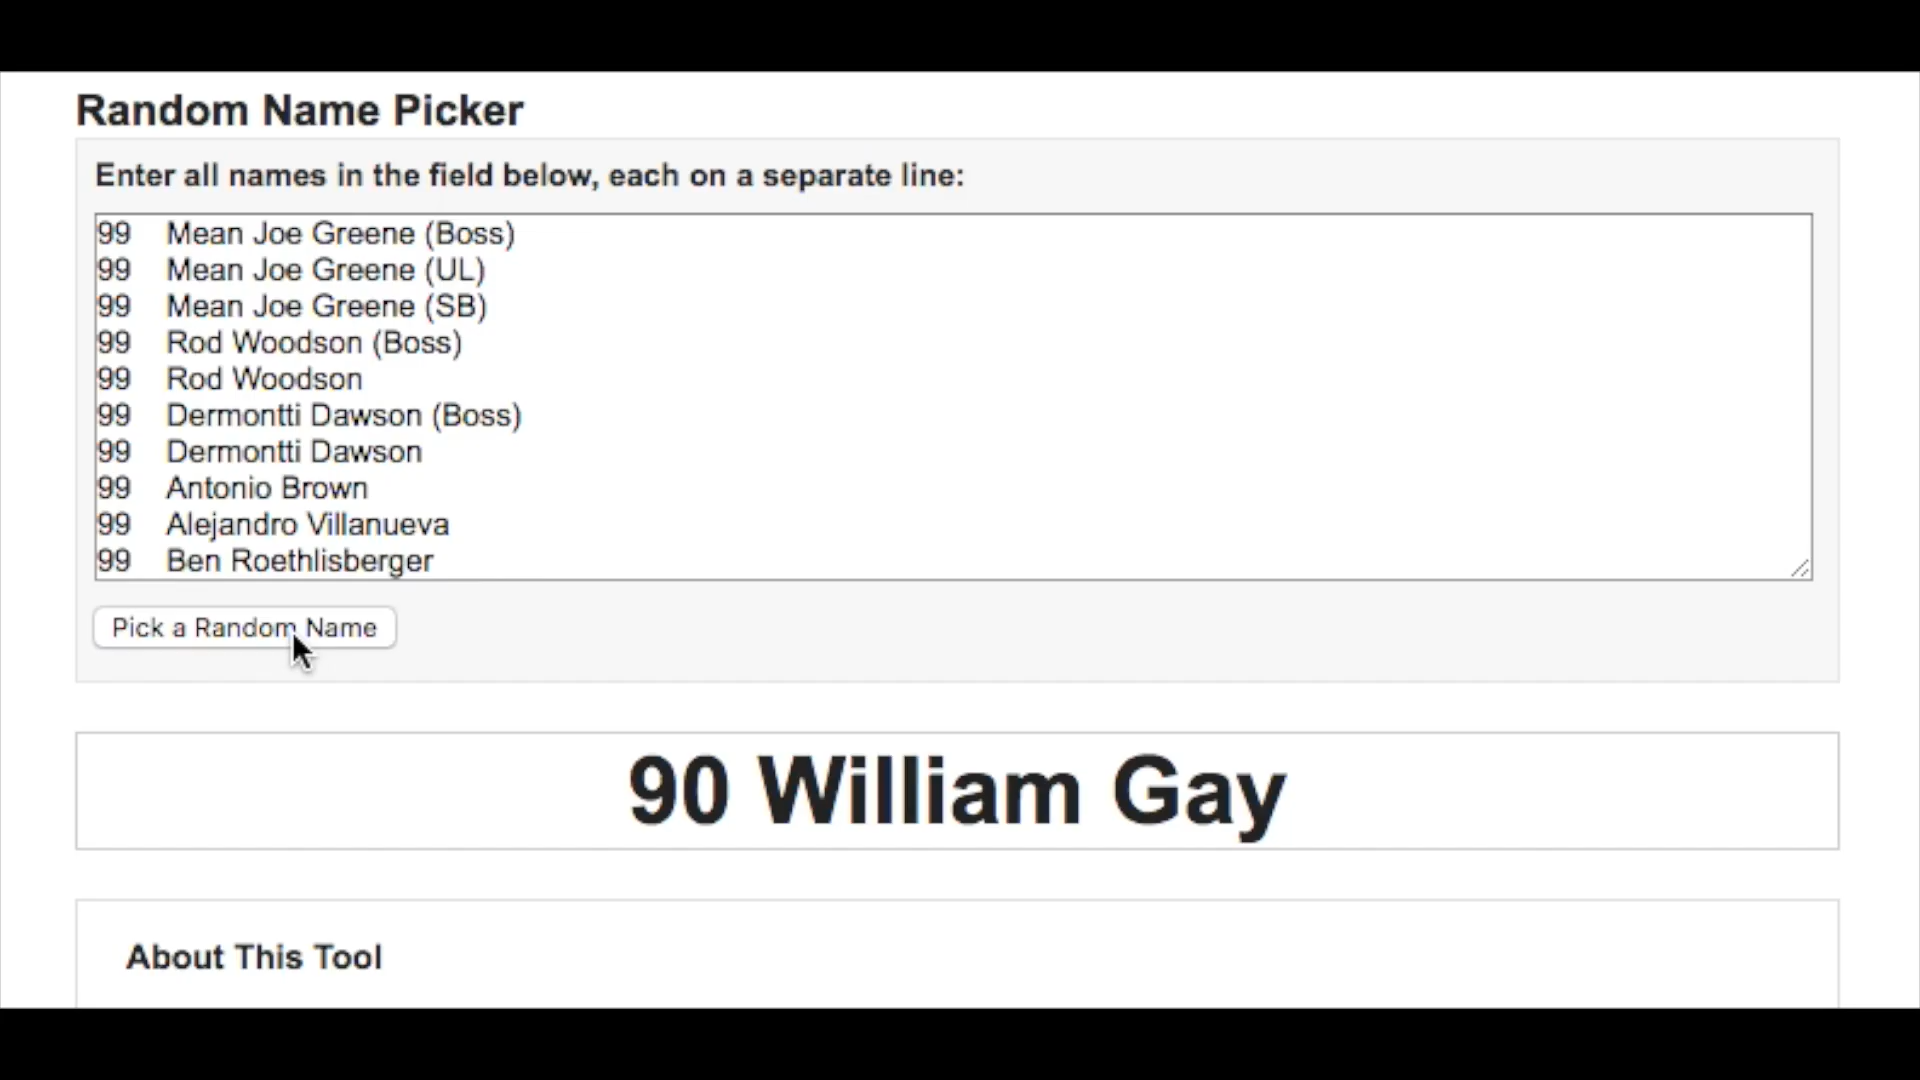 Random Name Picker
Enter all names in the field below, each on a separate line:
99 Mean Joe Greene (Boss)
99 Mean Joe Greene (UL)
99 Mean Joe Greene (SB)
99 Rod Woodson (Boss)
99 Rod Woodson
99 Dermontti Dawson (Boss)
99 Dermontti Dawson
99 Antonio Brown
99 Alejandro Villanueva
99 Ben Roethlisberger
Pick a Random Name
90 William Gay
About This Tool